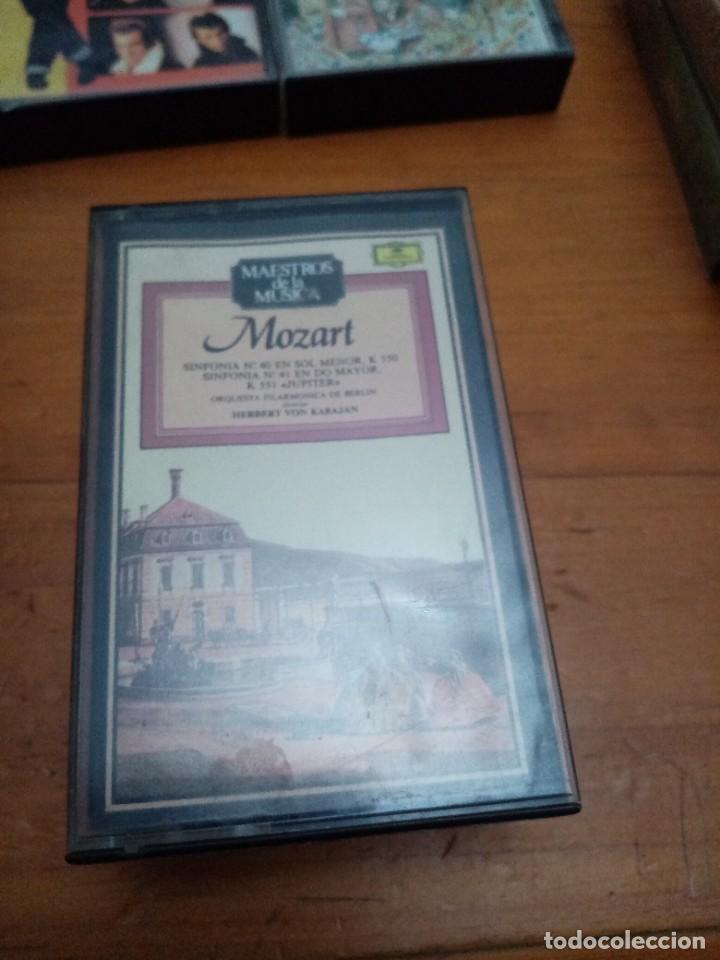 MAESTROS
de la
MUSICA
Mozart
SINFONIA Nº 40 EN SOL MENOR, K 550
SINFONIA Nº 41 EN DO MAYOR,
K 551 «JUPITER»
ORQUESTA FILARMONICA DE BERLIN
HERBERT VON KARAJAN
todocoleccion